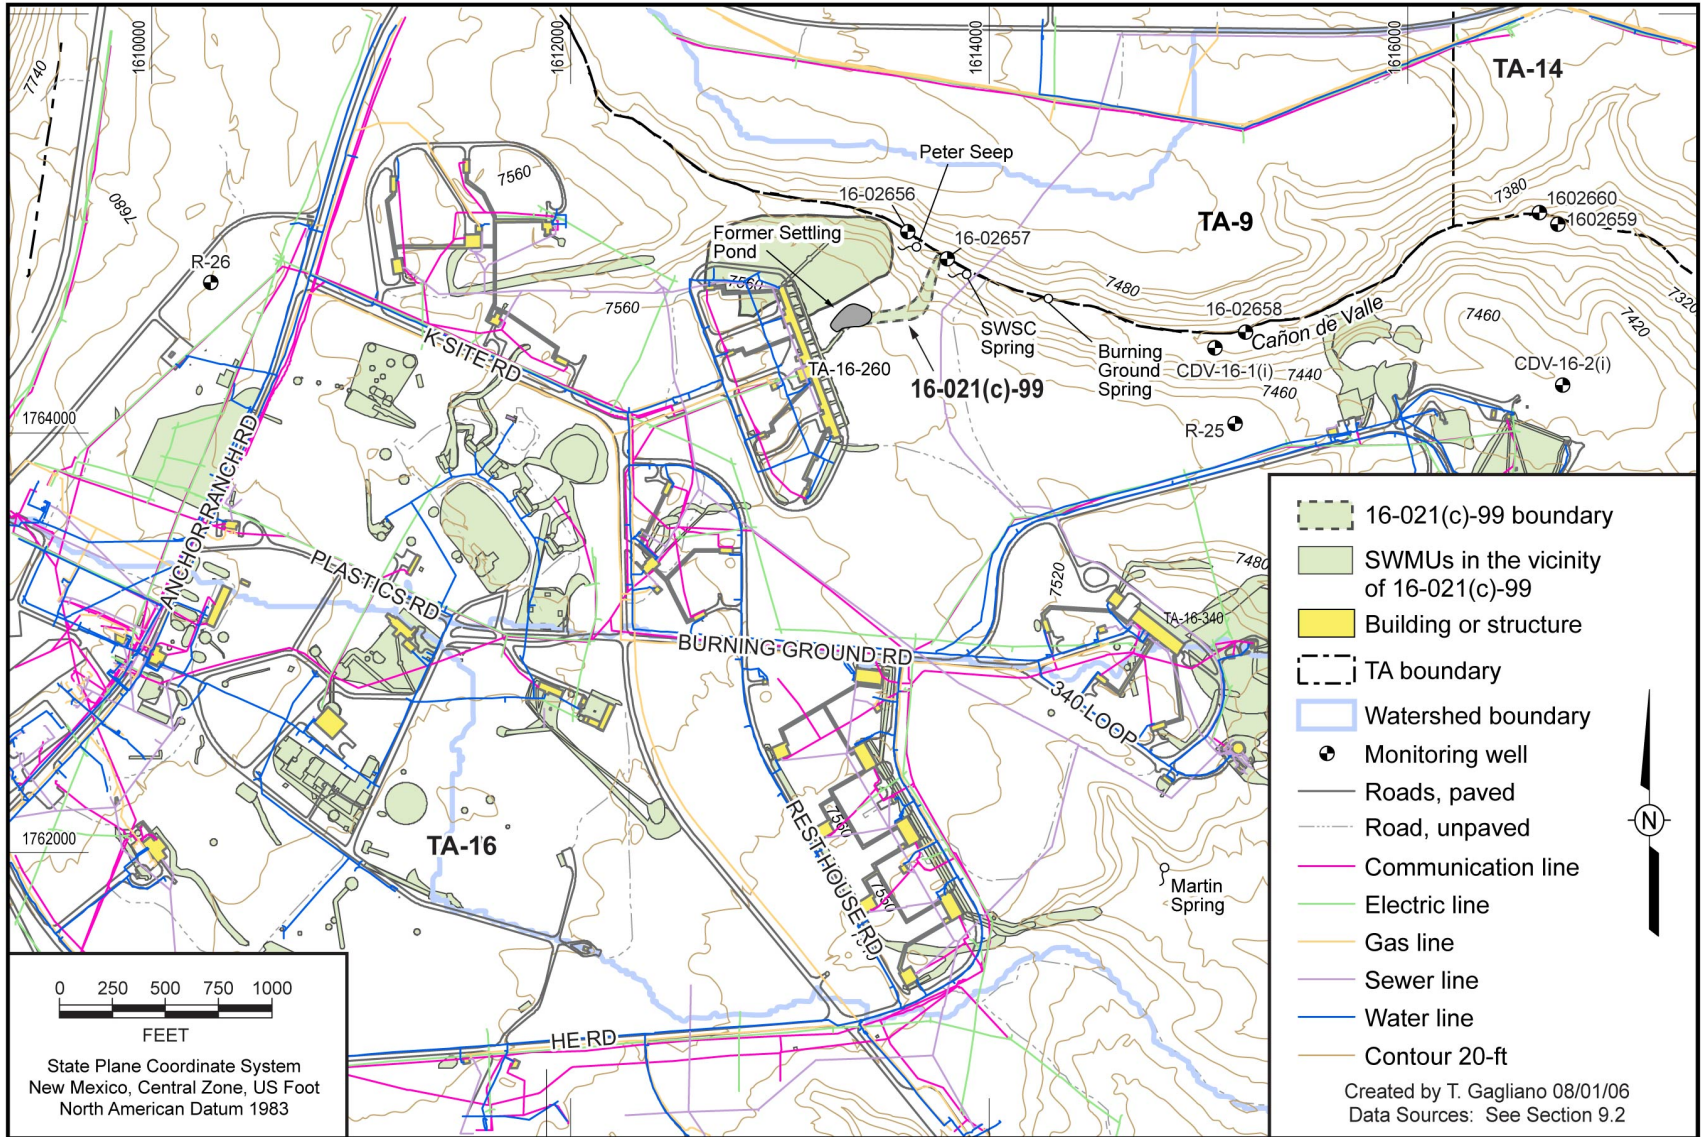 1610000
1612000
1614000
1616000
7740
7680
TA-14
7560
Peter Seep
16-02656
7380
1602660
1602659
TA-9
Former Settling
Pond
16-02657
R-26
7560
7480
7320
7560
16-02658
7460
7420
Cañon de Valle
SWSC
Spring
K-SITE RD
Burning
Ground
Spring
TA-16-260
CDV-16-1(i)
7440
CDV-16-2(i)
16-021(c)-99
7460
1764000
R-25
ANCHOR RANCH RD
PLASTICS RD
7520
7480
TA-16-340
BURNING GROUND RD
340 LOOP
1762000
TA-16
7560
REST HOUSE RD
7550
Martin
Spring
HE RD
16-021(c)-99 boundary
SWMUs in the vicinity
of 16-021(c)-99
Building or structure
TA boundary
Watershed boundary
Monitoring well
Roads, paved
Road, unpaved
Communication line
Electric line
Gas line
Sewer line
Water line
Contour 20-ft
N
Created by T. Gagliano 08/01/06
Data Sources: See Section 9.2
0 250 500 750 1000
FEET
State Plane Coordinate System
New Mexico, Central Zone, US Foot
North American Datum 1983